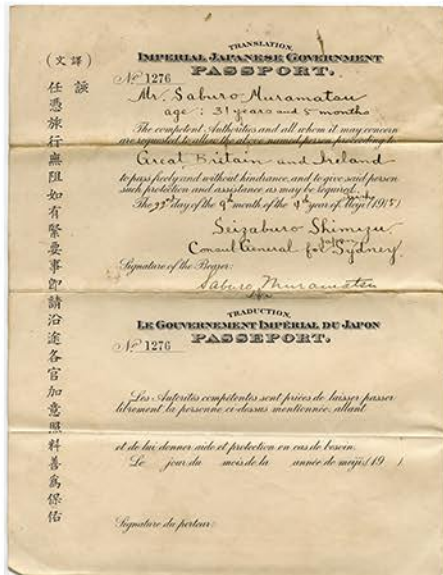 (文譯)
該
任憑旅行無阻如有緊要事卽請沿途各官加意照料善爲保佑
TRANSLATION.
IMPERIAL JAPANESE GOVERNMENT
PASSPORT.
No 1276
Mr. Saburo Muramatsu
age: 31 years and 5 months
The competent Authorities and all whom it may concern
are requested to allow the above named person proceeding to
Great Britain and Ireland
to pass freely and without hindrance, and to give said person
such protection and assistance as may be required.
The 22nd day of the 9th month of the 4th year of Meiji (1915)
Seizaburo Shimizu
Consul General for Japan Sydney
Signature of the Bearer:
Saburo Muramatsu
TRADUCTION.
LE GOUVERNEMENT IMPÉRIAL DU JAPON
PASSEPORT.
No 1276
Les Autorités compétentes sont priées de laisser passer
librement la personne ci-dessus mentionnée, allant
et de lui donner aide et protection en cas de besoin.
Le jour du mois de la année de meiji (19 )
Signature du porteur: